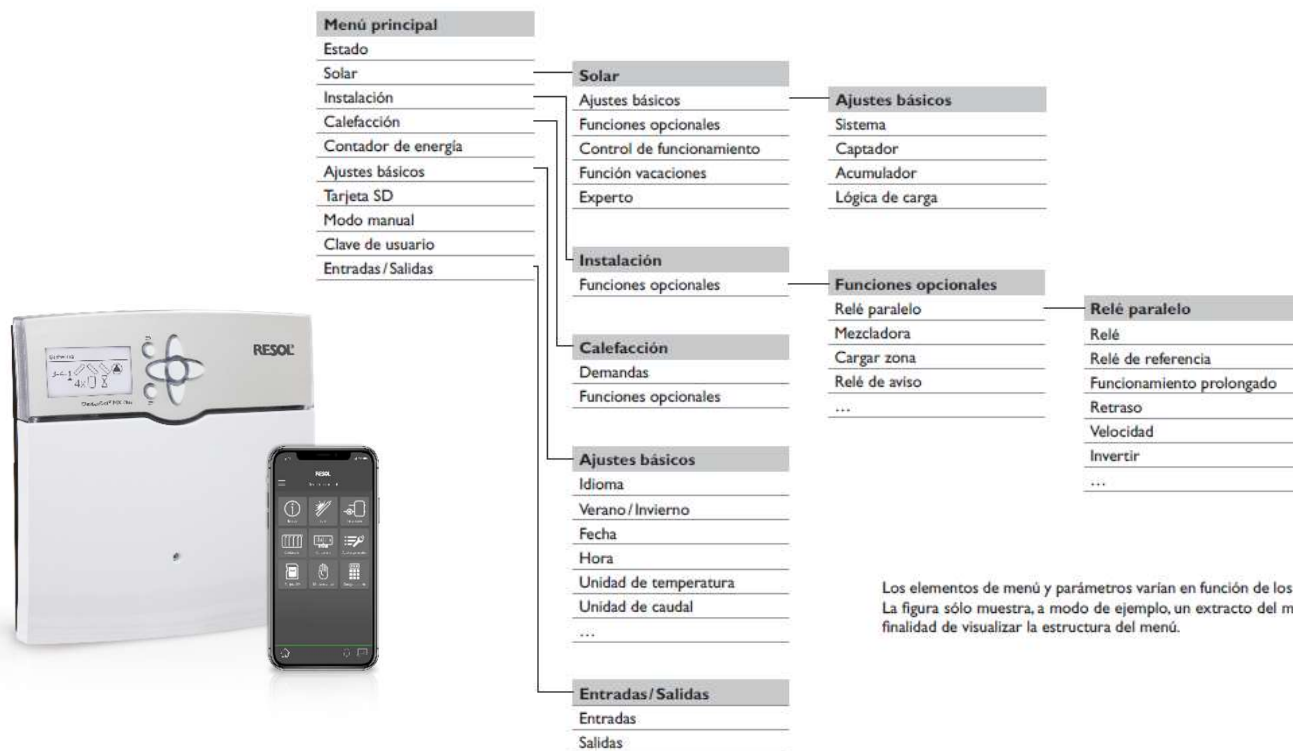 Menú principal
Estado
Solar
Instalación
Calefacción
Contador de energía
Ajustes básicos
Tarjeta SD
Modo manual
Clave de usuario
Entradas/Salidas
Solar
Ajustes básicos
Funciones opcionales
Control de funcionamiento
Función vacaciones
Experto
Ajustes básicos
Sistema
Captador
Acumulador
Lógica de carga
Instalación
Funciones opcionales
Funciones opcionales
Relé paralelo
Mezcladora
Cargar zona
Relé de aviso
...
Relé paralelo
Relé
Relé de referencia
Funcionamiento prolongado
Retraso
Velocidad
Invertir
...
Calefacción
Demandas
Funciones opcionales
Ajustes básicos
Idioma
Verano/Invierno
Fecha
Hora
Unidad de temperatura
Unidad de caudal
...
Entradas/Salidas
Entradas
Salidas
Los elementos de menú y parámetros varían en función de los
La figura sólo muestra, a modo de ejemplo, un extracto del m
finalidad de visualizar la estructura del menú.
RESOL
RESOL